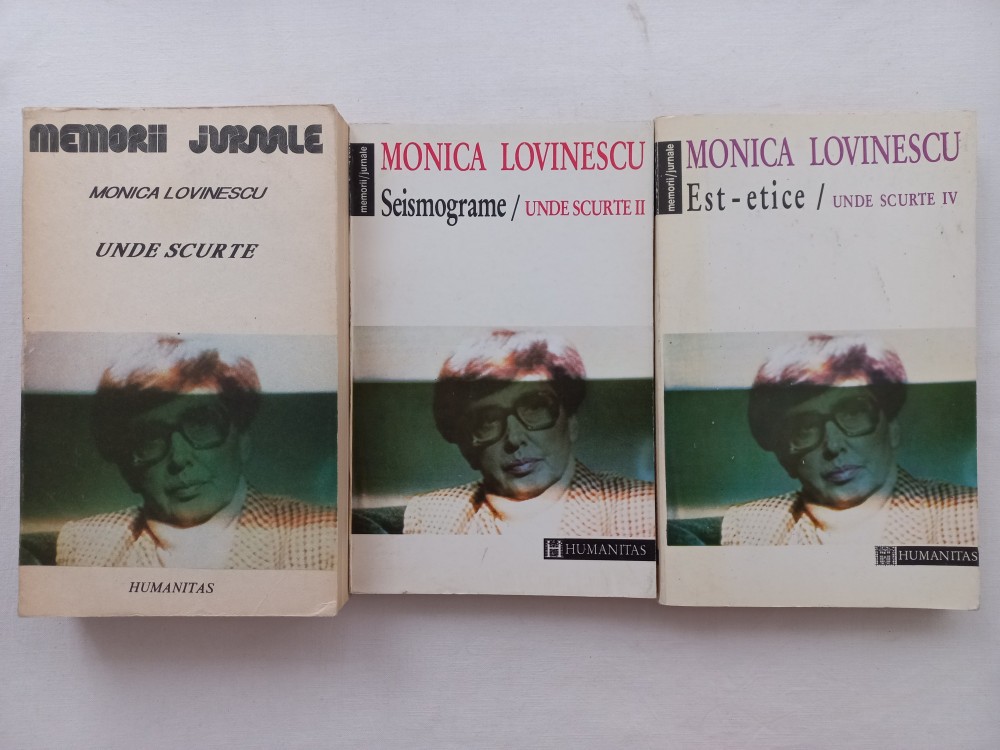 MEMORII JURNALE
MONICA LOVINESCU
UNDE SCURTE
HUMANITAS
memorii/jurnale
MONICA LOVINESCU
Seismograme / UNDE SCURTE II
HUMANITAS
memorii/jurnale
MONICA LOVINESCU
Est-etice / UNDE SCURTE IV
HUMANITAS